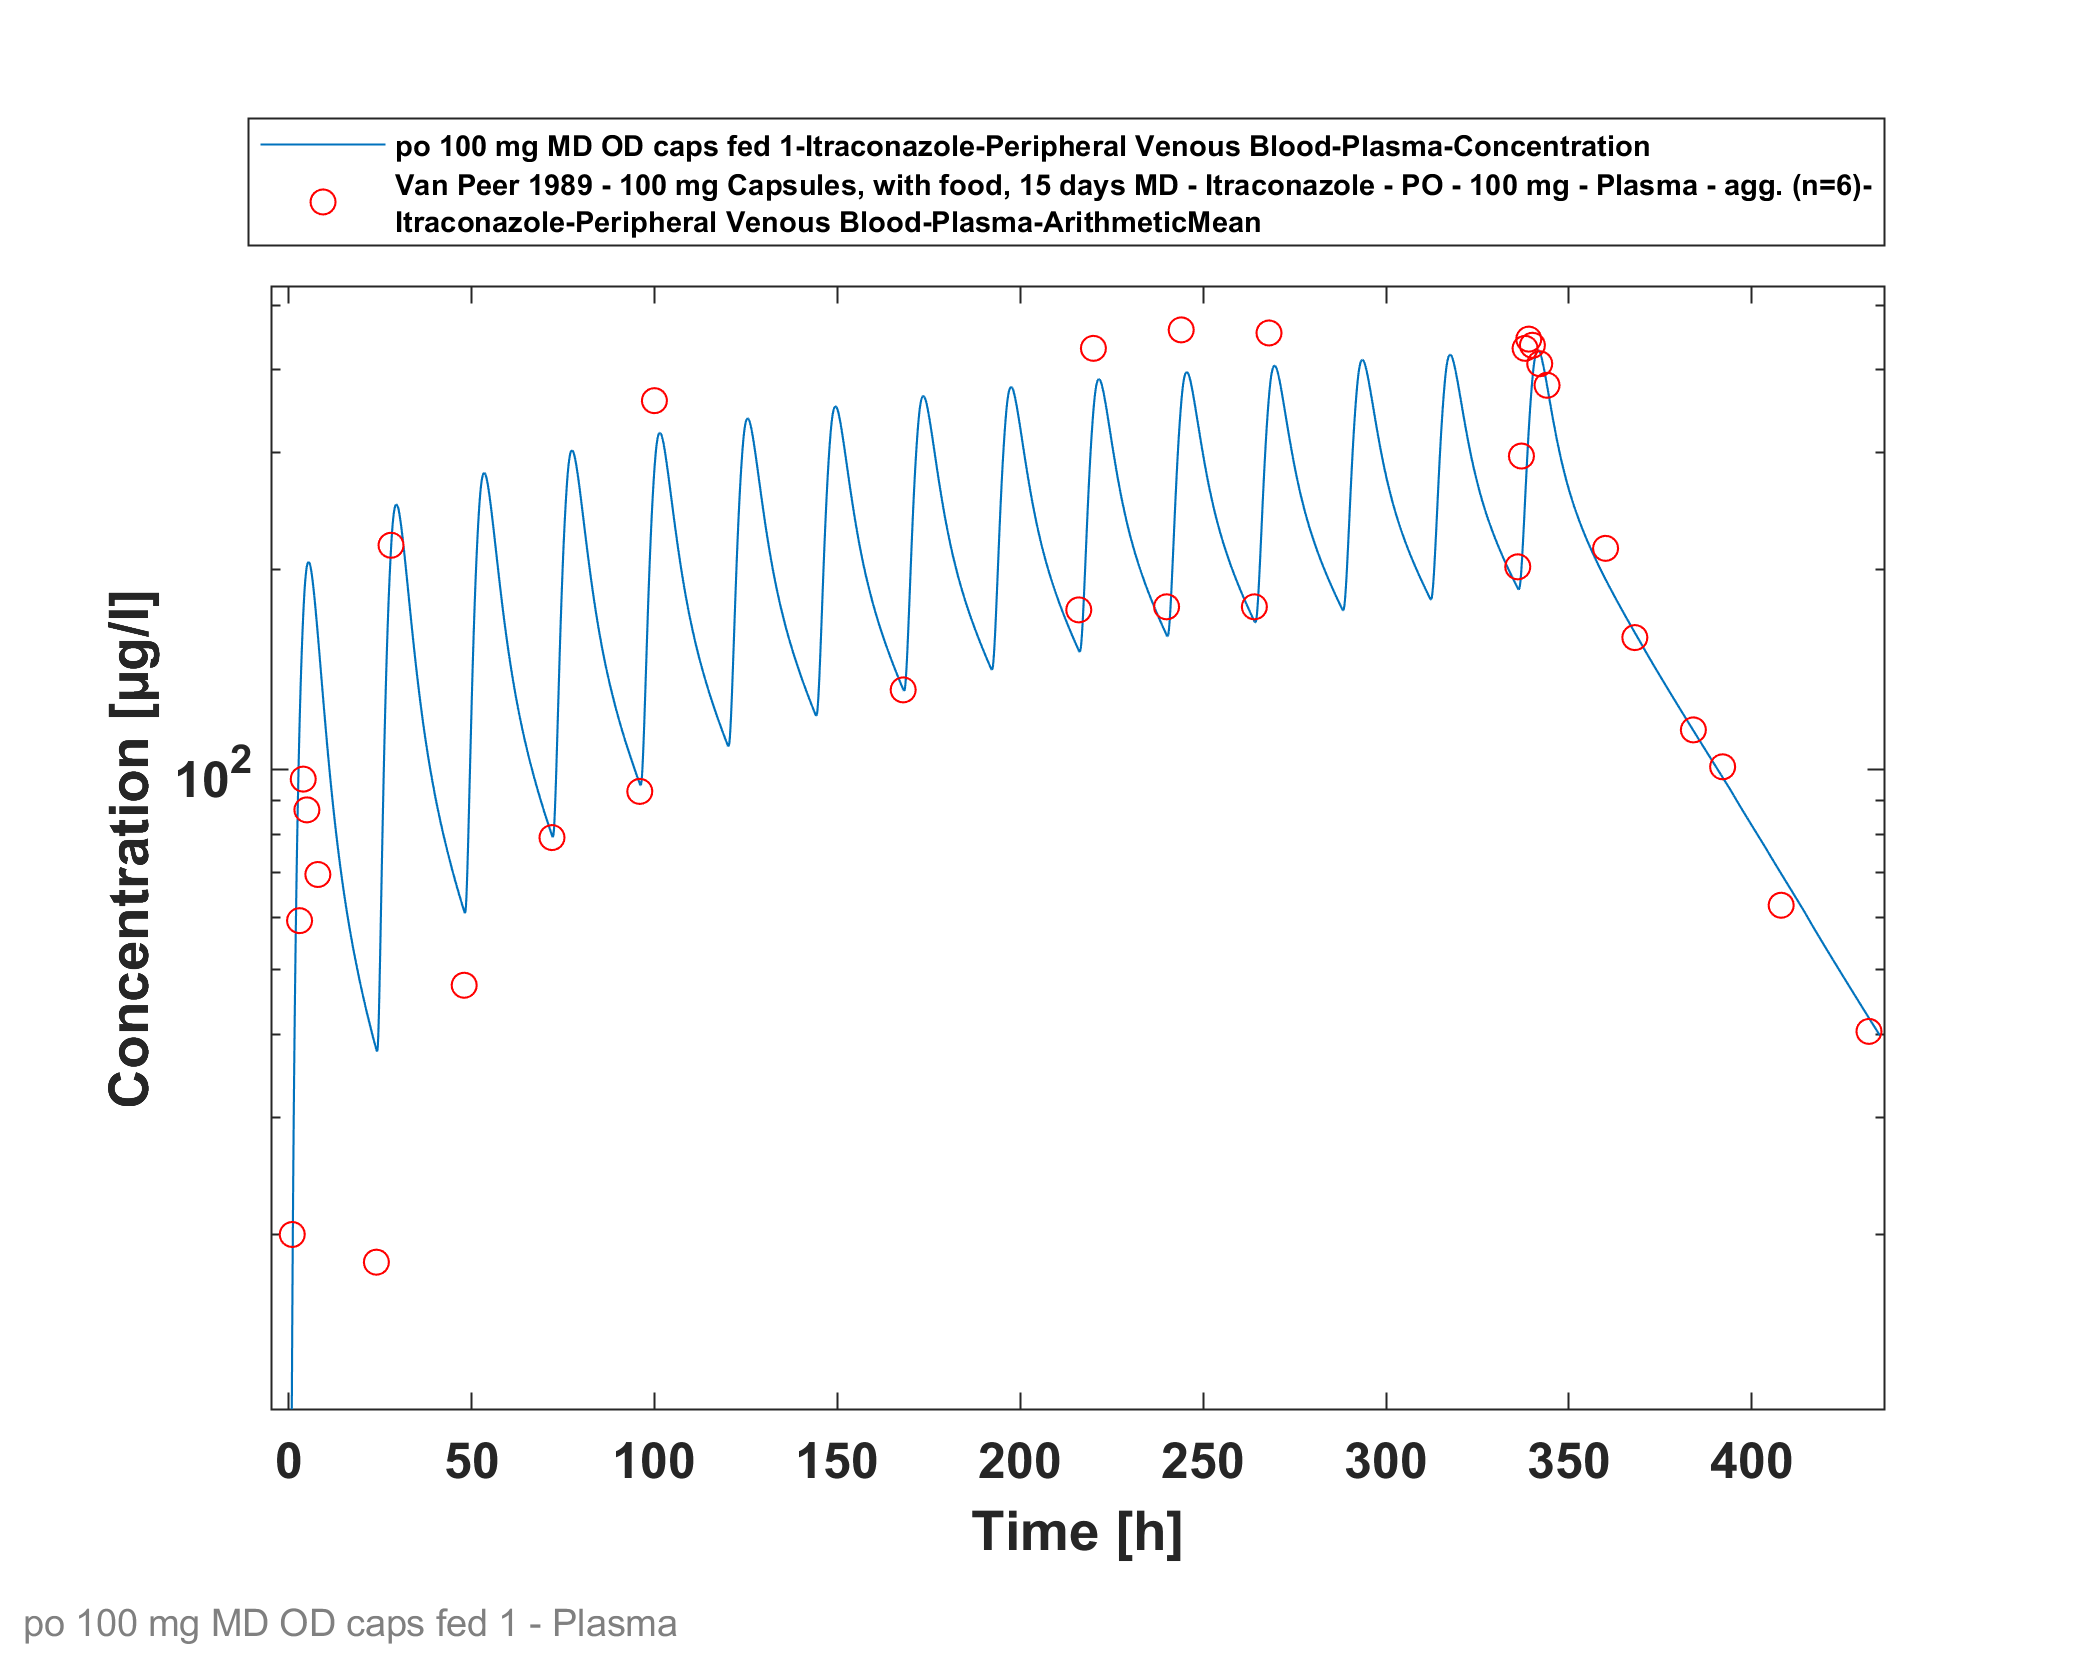 po 100 mg MD OD caps fed 1-Itraconazole-Peripheral Venous Blood-Plasma-Concentration
Van Peer 1989 - 100 mg Capsules, with food, 15 days MD - Itraconazole - PO - 100 mg - Plasma - agg. (n=6)-
Itraconazole-Peripheral Venous Blood-Plasma-ArithmeticMean
Concentration [µg/l]
10²
0 50 100 150 200 250 300 350 400
Time [h]
po 100 mg MD OD caps fed 1 - Plasma